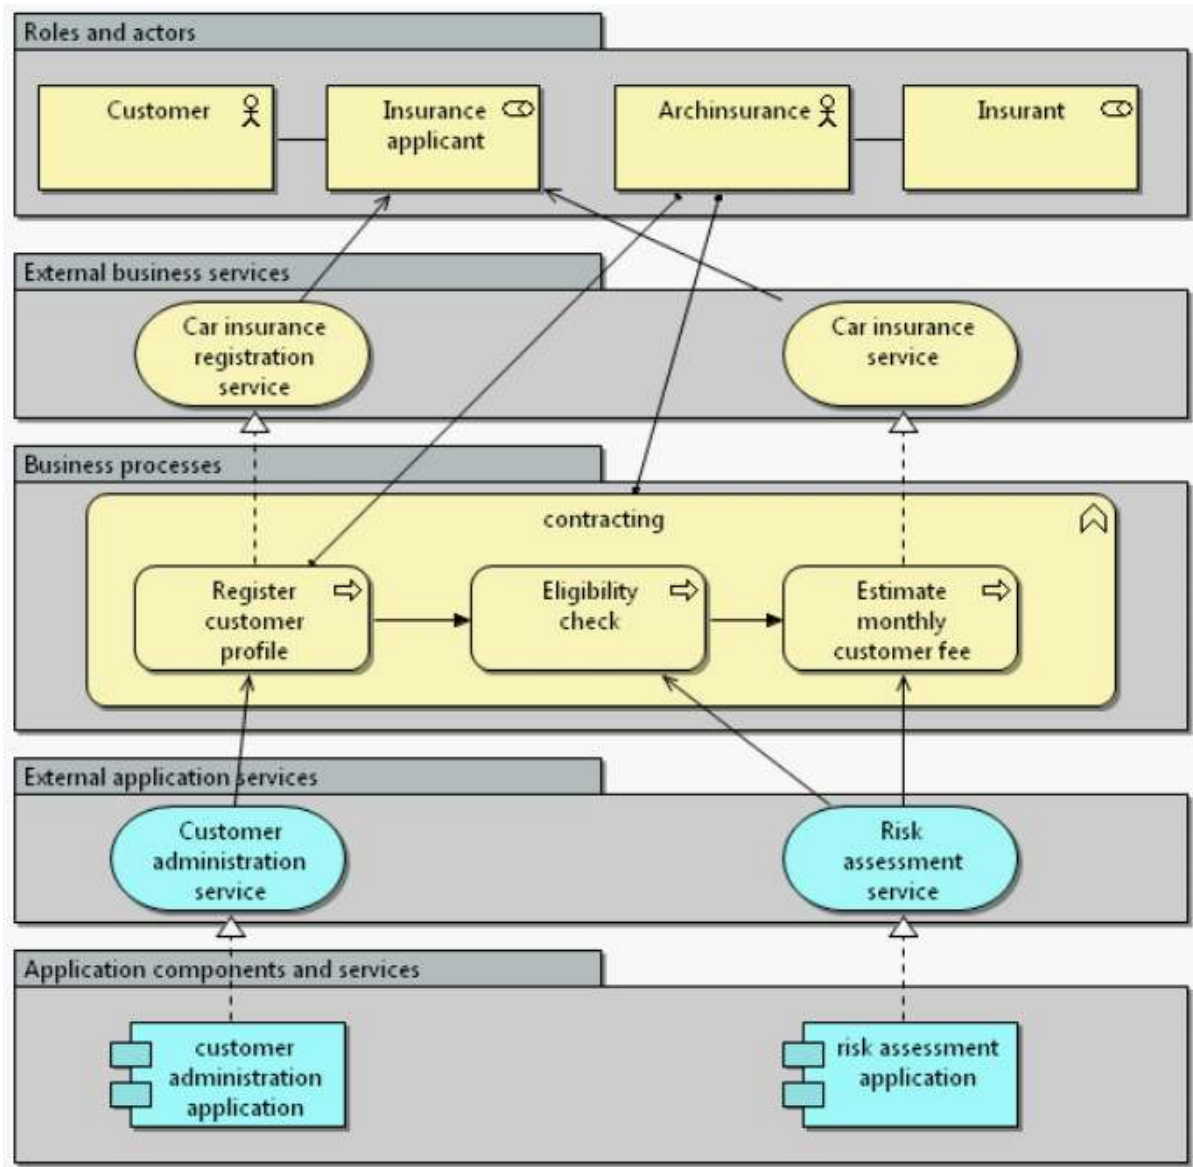 Roles and actors
Customer
Insurance
applicant
Archinsurance
Insurant
External business services
Car insurance
registration
service
Car insurance
service
Business processes
contracting
Register
customer
profile
Eligibility
check
Estimate
monthly
customer fee
External application services
Customer
administration
service
Risk
assessment
service
Application components and services
customer
administration
application
risk assessment
application